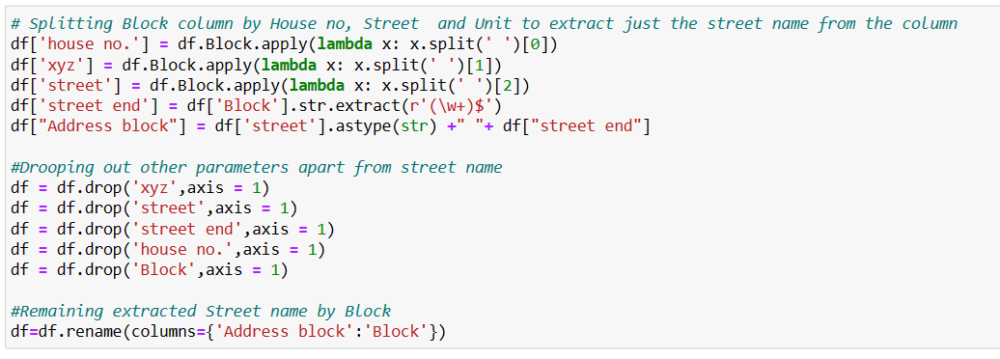 # Splitting Block column by House no, Street  and Unit to extract just the street name from the column
df['house no.'] = df.Block.apply(lambda x: x.split(' ')[0])
df['xyz'] = df.Block.apply(lambda x: x.split(' ')[1])
df['street'] = df.Block.apply(lambda x: x.split(' ')[2])
df['street end'] = df['Block'].str.extract(r'(\w+)$')
df["Address block"] = df['street'].astype(str) +" "+ df["street end"]
#Drooping out other parameters apart from street name
df = df.drop('xyz',axis = 1)
df = df.drop('street',axis = 1)
df = df.drop('street end',axis = 1)
df = df.drop('house no.',axis = 1)
df = df.drop('Block',axis = 1)
#Remaining extracted Street name by Block
df=df.rename(columns={'Address block':'Block'})